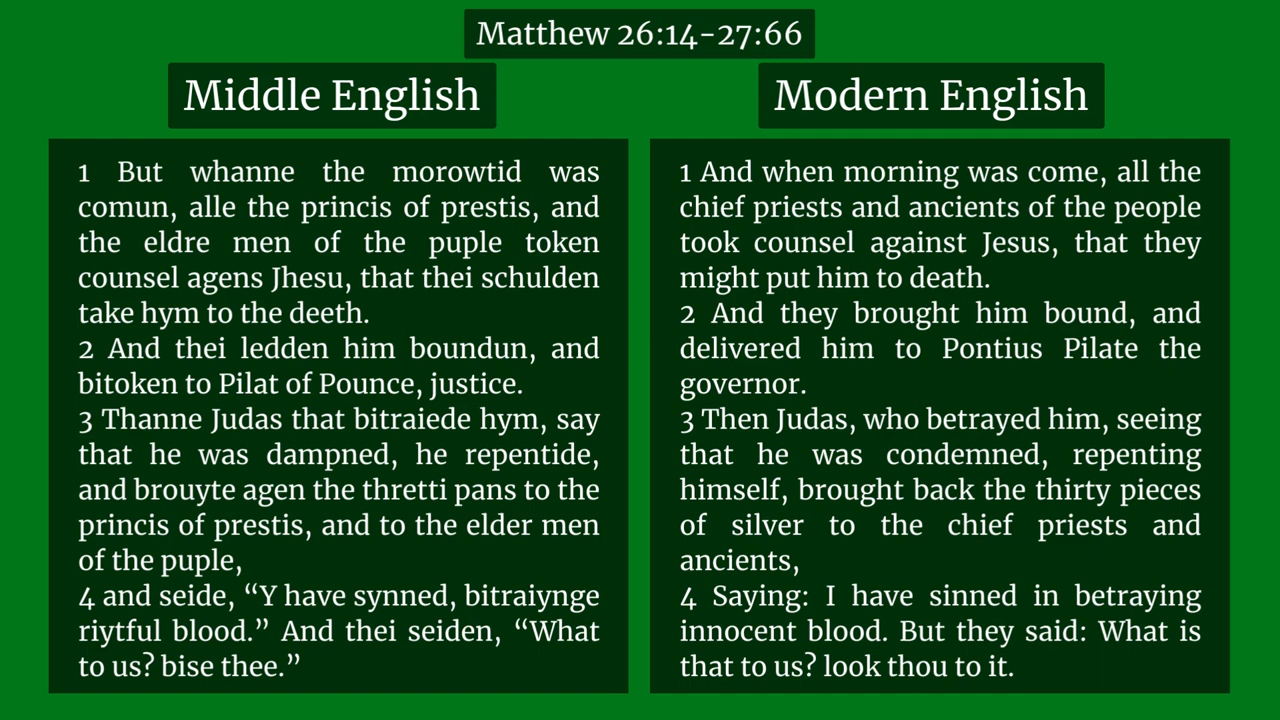 Matthew 26:14-27:66
Middle English
1 But whanne the morowtid was
comun, alle the princis of prestis, and
the eldre men of the puple token
counsel agens Jhesu, that thei schulden
take hym to the deeth.
2 And thei ledden him boundun, and
bitoken to Pilat of Pounce, justice.
3 Thanne Judas that bitraiede hym, say
that he was dampned, he repentide,
and brouyte agen the thretti pans to the
princis of prestis, and to the elder men
of the puple,
4 and seide, “Y have synned, bitraiynge
riytful blood.” And thei seiden, “What
to us? bise thee.”
Modern English
1 And when morning was come, all the
chief priests and ancients of the people
took counsel against Jesus, that they
might put him to death.
2 And they brought him bound, and
delivered him to Pontius Pilate the
governor.
3 Then Judas, who betrayed him, seeing
that he was condemned, repenting
himself, brought back the thirty pieces
of silver to the chief priests and
ancients,
4 Saying: I have sinned in betraying
innocent blood. But they said: What is
that to us? look thou to it.